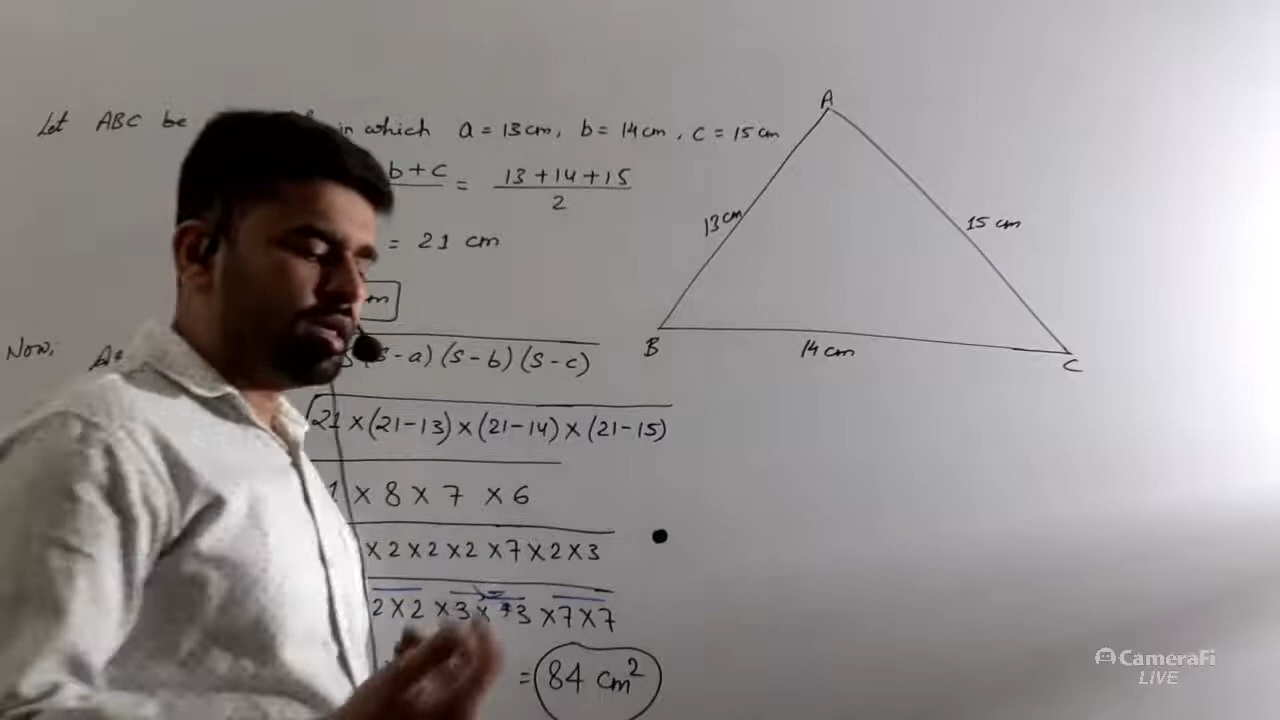 Let ABC be in which a = 13 cm, b = 14 cm, c = 15 cm
b + c = 13 + 14 + 15
2
= 21 cm
m
Now, (s - a) (s - b) (s - c)
21 × (21 - 13) × (21 - 14) × (21 - 15)
× 8 × 7 × 6
× 2 × 2 × 2 × 7 × 2 × 3
2 × 2 × 3 × 3 × 7 × 7
= 84 cm²
A
13 cm
15 cm
B
14 cm
C
CameraFi
LIVE